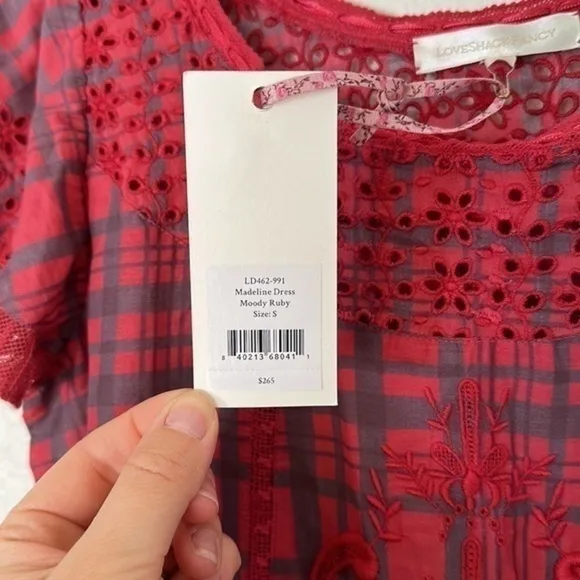 LOVESHACKFANCY
LD462-991
Madeline Dress
Moody Ruby
Size: S
8 40213 68041 1
$265